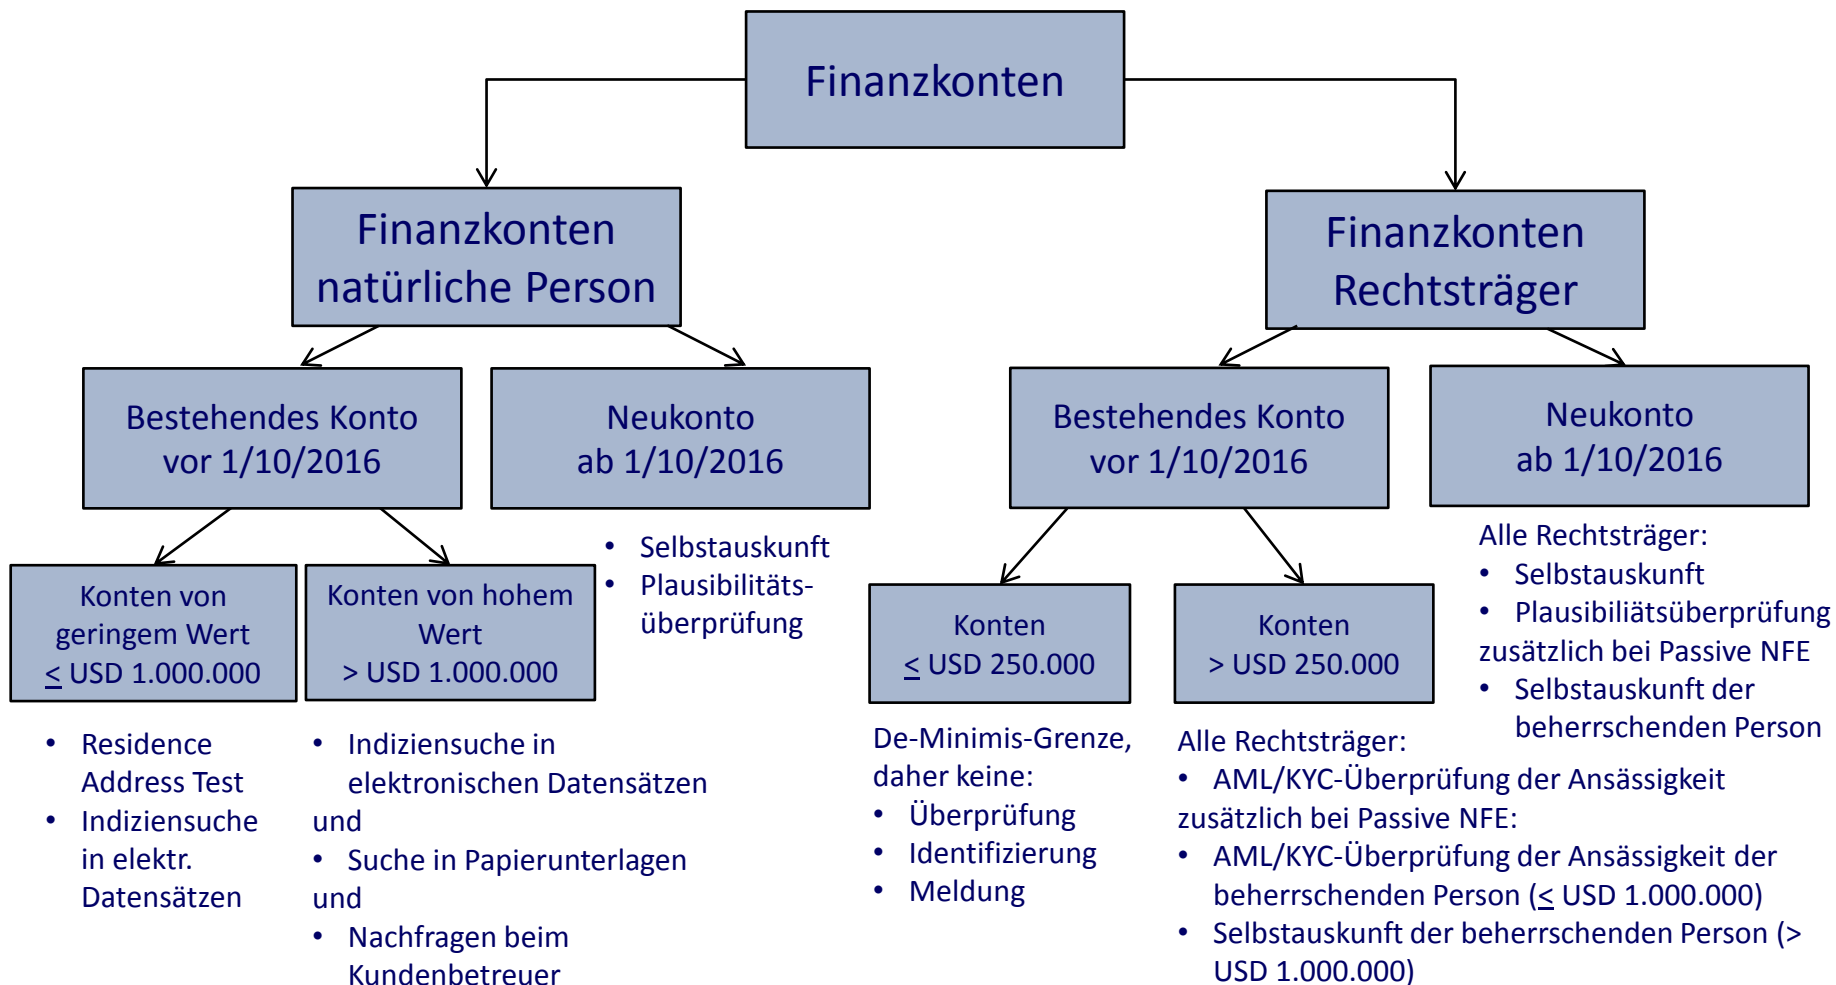 Finanzkonten
Finanzkonten
natürliche Person
Finanzkonten
Rechtsträger
Bestehendes Konto
vor 1/10/2016
Neukonto
ab 1/10/2016
Bestehendes Konto
vor 1/10/2016
Neukonto
ab 1/10/2016
Konten von
geringem Wert
≤ USD 1.000.000
Konten von hohem
Wert
> USD 1.000.000
• Selbstauskunft
• Plausibilitäts-
überprüfung
Konten
≤ USD 250.000
Konten
> USD 250.000
Alle Rechtsträger:
• Selbstauskunft
• Plausibiliätsüberprüfung
zusätzlich bei Passive NFE
• Selbstauskunft der
beherrschenden Person
• Residence
Address Test
• Indiziensuche
in elektr.
Datensätzen
• Indiziensuche in
elektronischen Datensätzen
und
• Suche in Papierunterlagen
und
• Nachfragen beim
Kundenbetreuer
De-Minimis-Grenze,
daher keine:
• Überprüfung
• Identifizierung
• Meldung
Alle Rechtsträger:
• AML/KYC-Überprüfung der Ansässigkeit
zusätzlich bei Passive NFE:
• AML/KYC-Überprüfung der Ansässigkeit der
beherrschenden Person (≤ USD 1.000.000)
• Selbstauskunft der beherrschenden Person (>
USD 1.000.000)